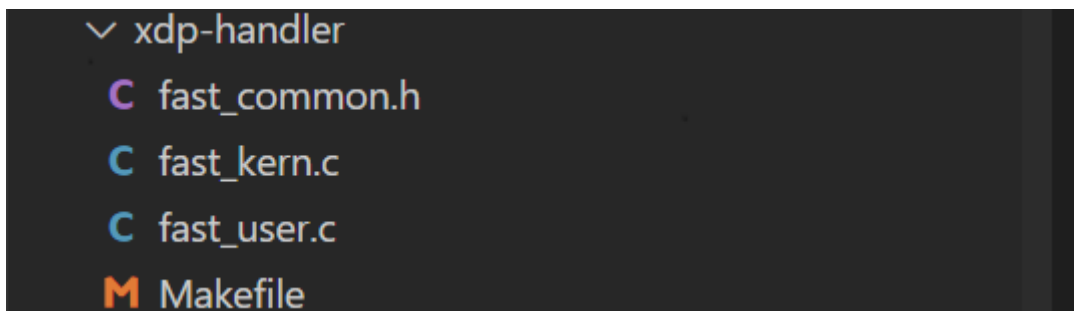 xdp-handler
C fast_common.h
C fast_kern.c
C fast_user.c
M Makefile